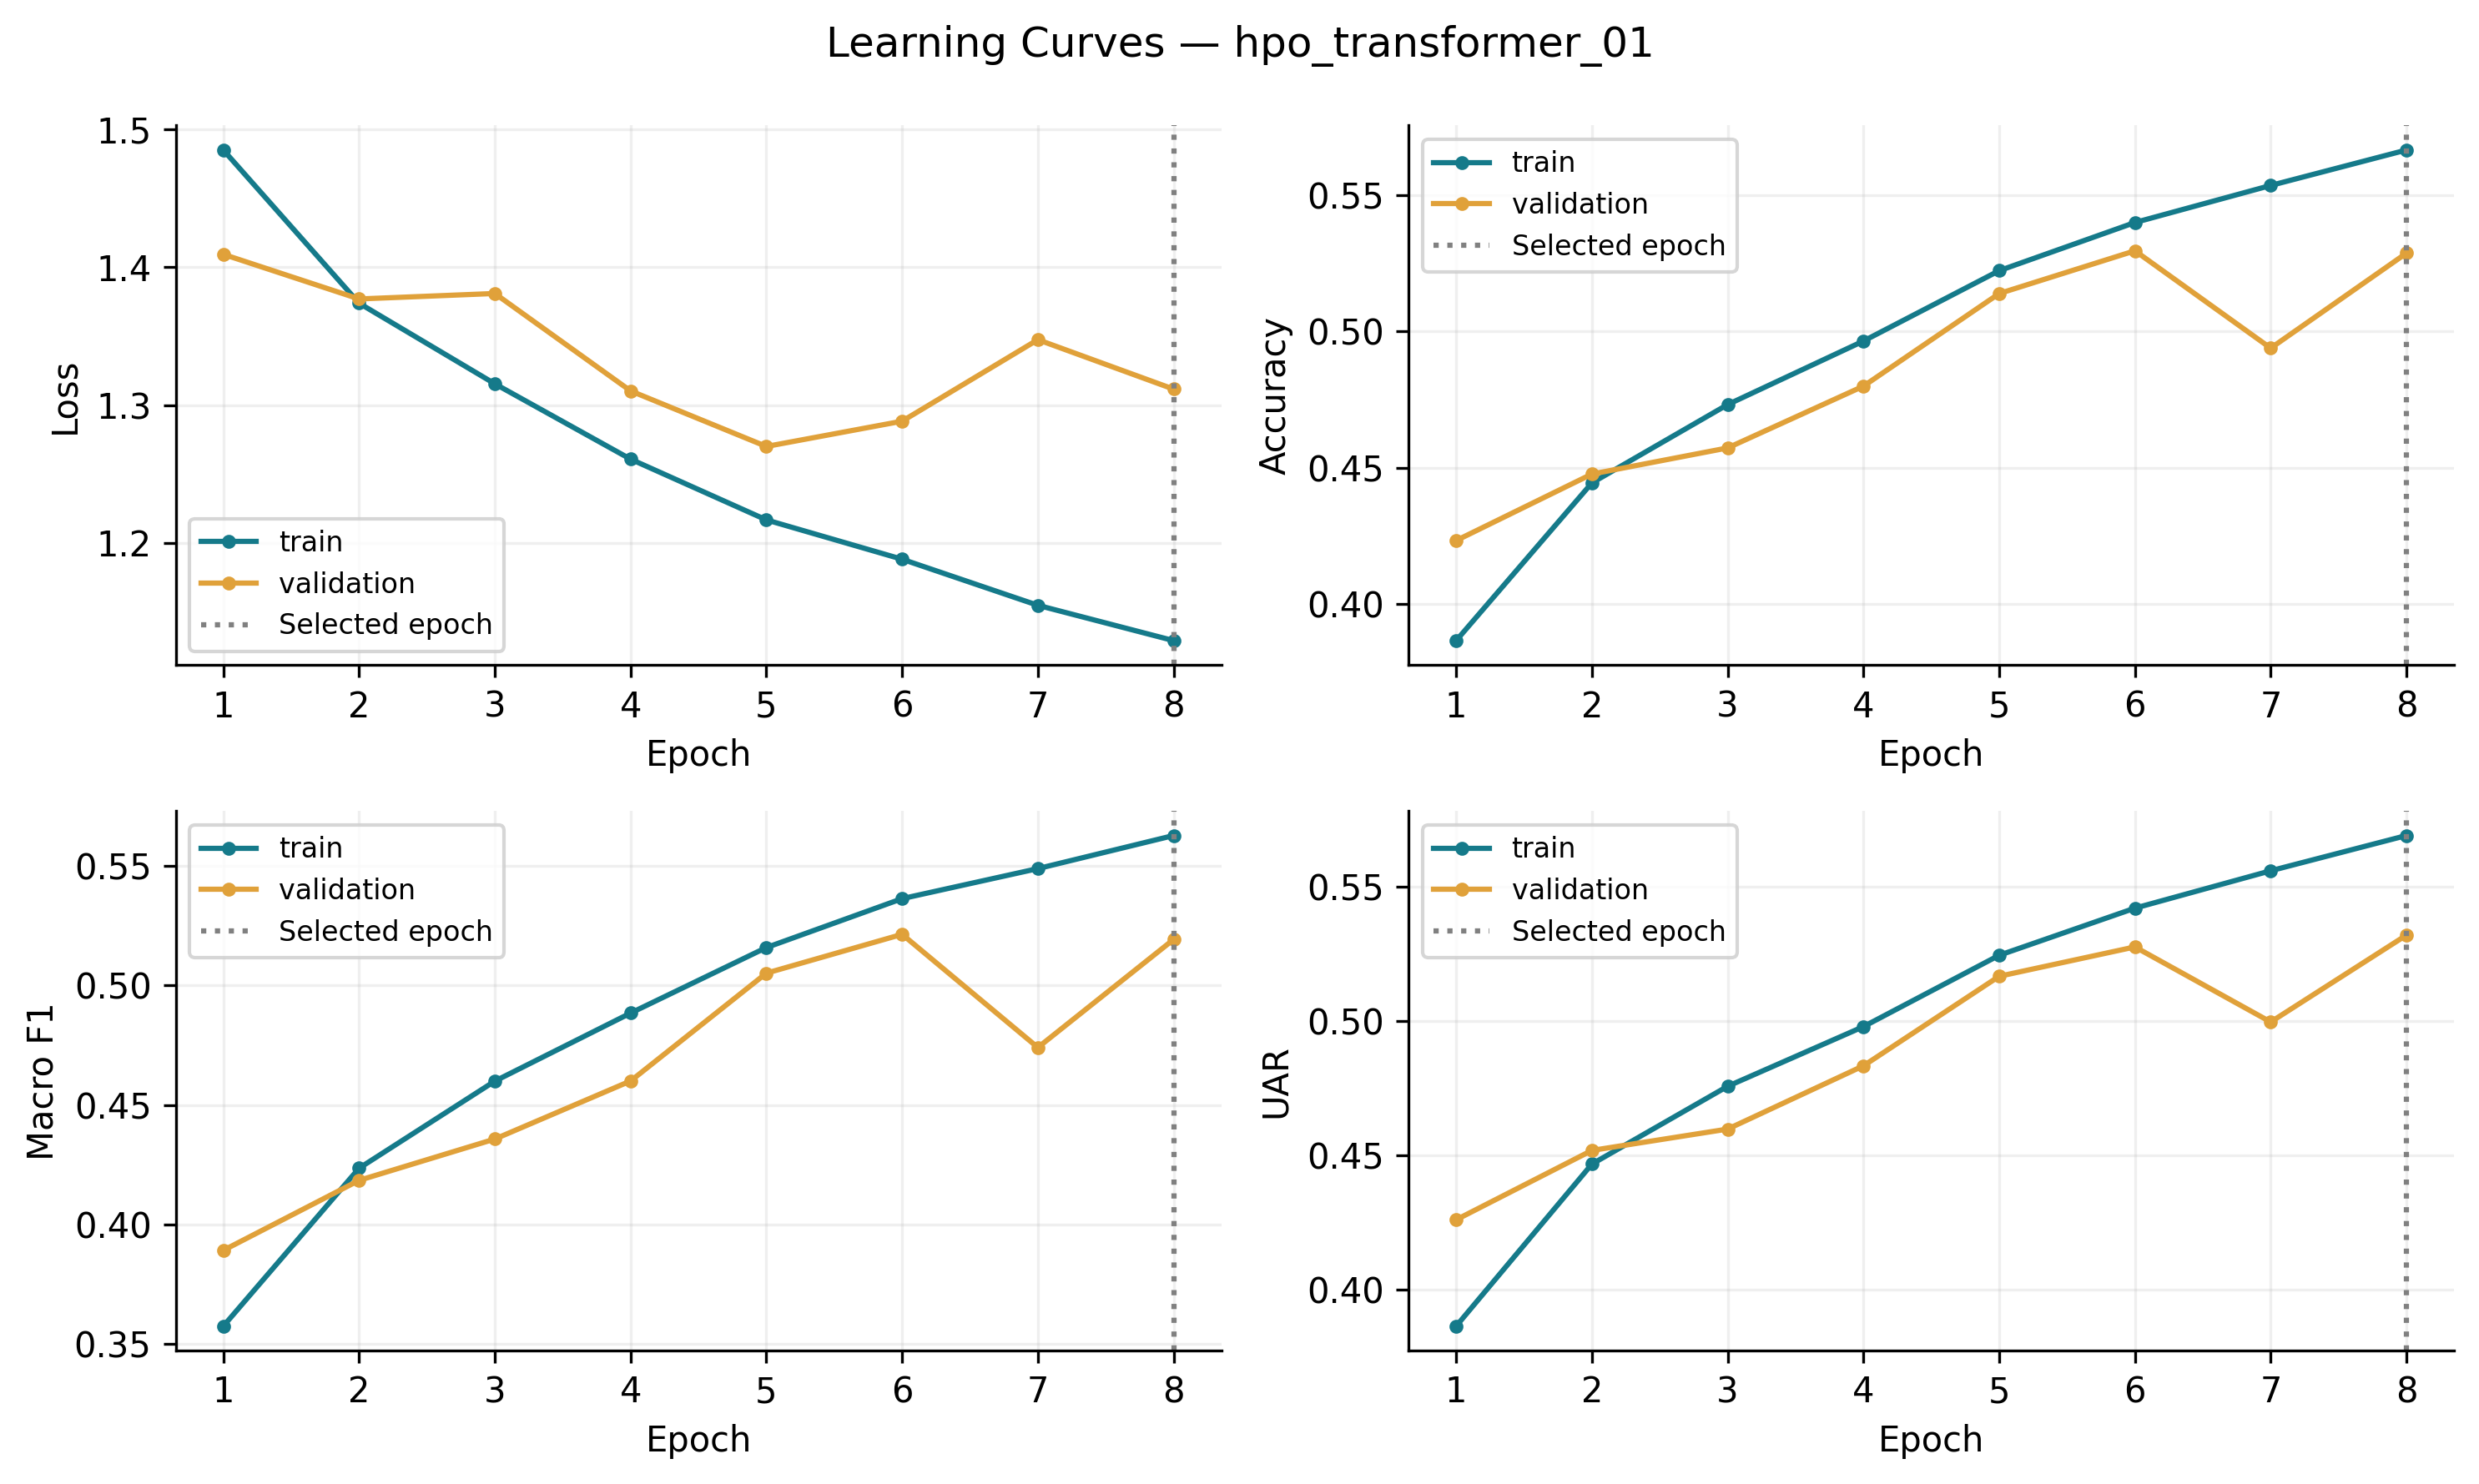 Learning Curves — hpo_transformer_01
1.5
1.4
1.3
1.2
Loss
train
validation
Selected epoch
1 2 3 4 5 6 7 8
Epoch
0.55
0.50
0.45
0.40
Accuracy
train
validation
Selected epoch
1 2 3 4 5 6 7 8
Epoch
0.55
0.50
0.45
0.40
0.35
Macro F1
train
validation
Selected epoch
1 2 3 4 5 6 7 8
Epoch
0.55
0.50
0.45
0.40
UAR
train
validation
Selected epoch
1 2 3 4 5 6 7 8
Epoch